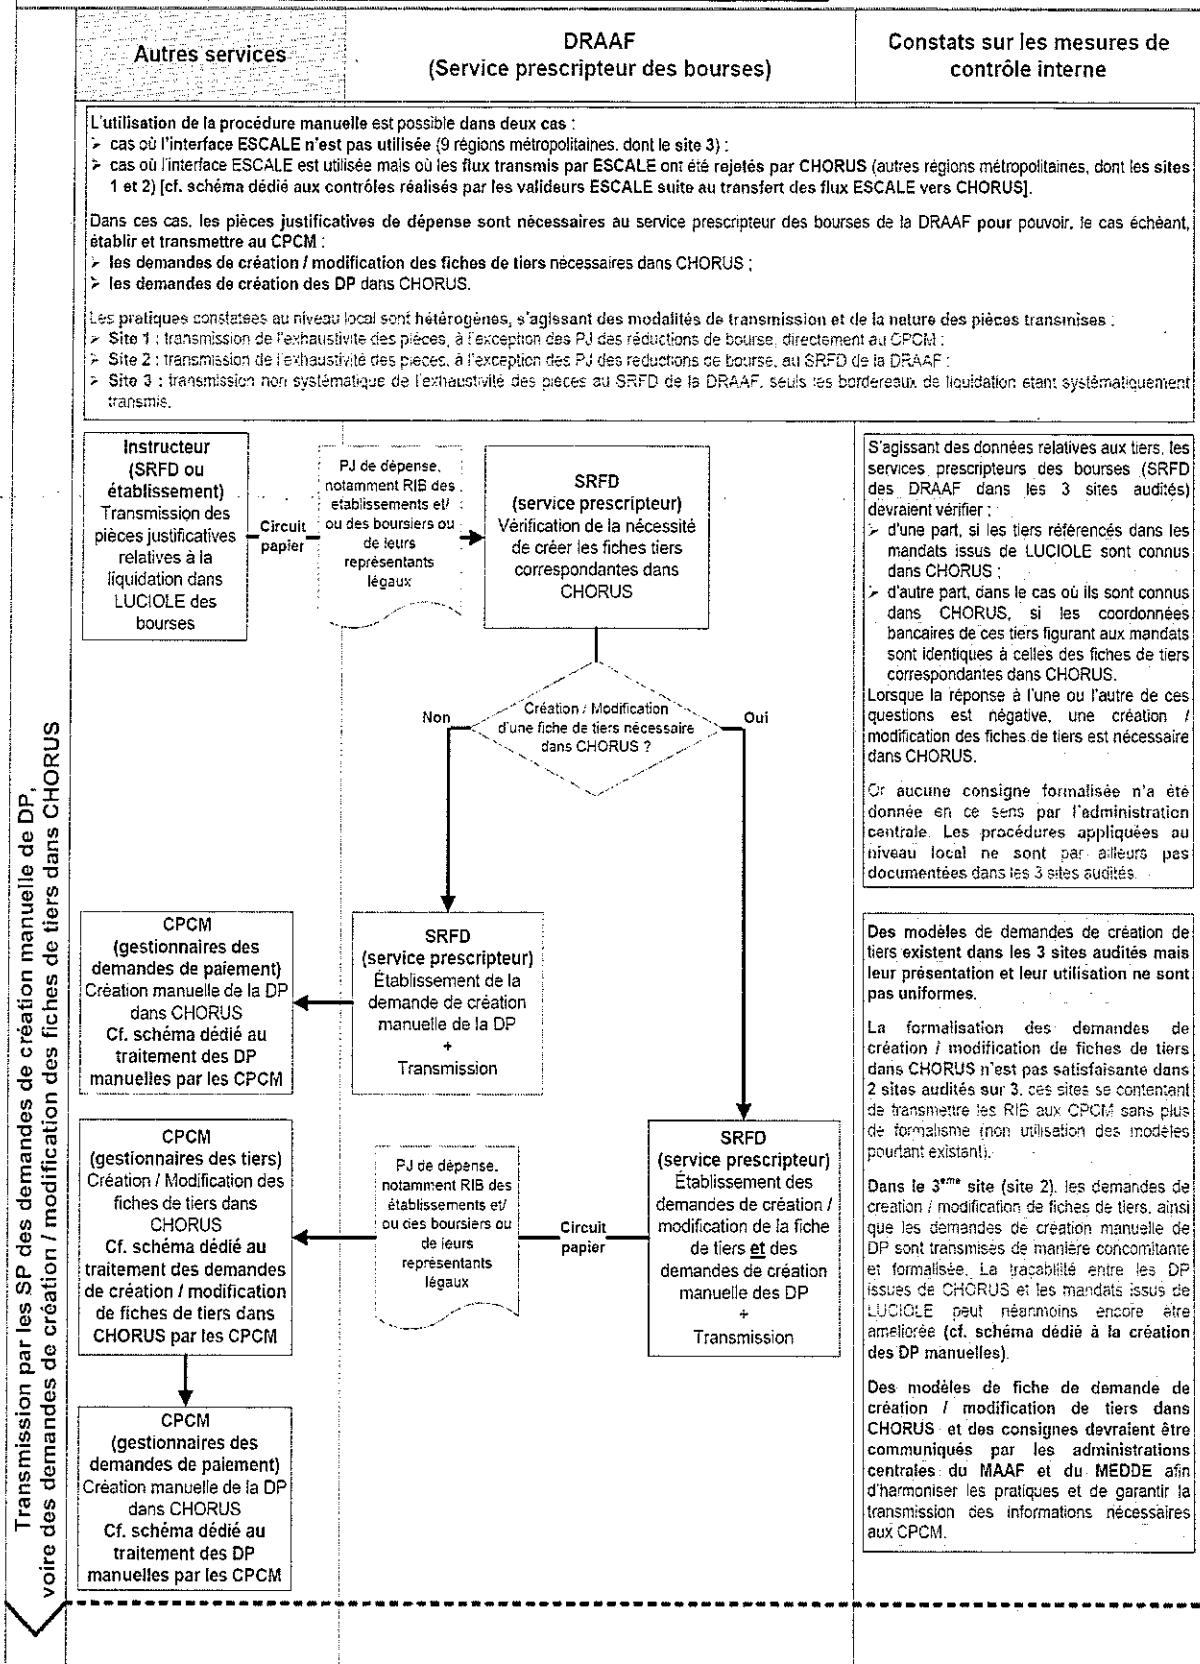 Autres services
DRAAF
(Service prescripteur des bourses)
Constats sur les mesures de
contrôle interne
L'utilisation de la procédure manuelle est possible dans deux cas :
➢ cas où l'interface ESCALE n'est pas utilisée (9 régions métropolitaines, dont le site 3) :
➢ cas où l'interface ESCALE est utilisée mais où les flux transmis par ESCALE ont été rejetés par CHORUS (autres régions métropolitaines, dont les sites
1 et 2) [cf. schéma dédié aux contrôles réalisés par les valideurs ESCALE suite au transfert des flux ESCALE vers CHORUS].
Dans ces cas, les pièces justificatives de dépense sont nécessaires au service prescripteur des bourses de la DRAAF pour pouvoir, le cas échéant,
établir et transmettre au CPCM :
➢ les demandes de création / modification des fiches de tiers nécessaires dans CHORUS ;
➢ les demandes de création des DP dans CHORUS.
Les pratiques constatées au niveau local sont hétérogènes, s'agissant des modalités de transmission et de la nature des pièces transmises :
➢ Site 1 : transmission de l'exhaustivité des pièces, à l'exception des PJ des réductions de bourse, directement au CPCM ;
➢ Site 2 : transmission de l'exhaustivité des pièces, à l'exception des PJ des réductions de bourse, au SRFD de la DRAAF ;
➢ Site 3 : transmission non systématique de l'exhaustivité des pièces au SRFD de la DRAAF, seuls les bordereaux de liquidation étant systématiquement
transmis.
Instructeur
(SRFD ou
établissement)
Transmission des
pièces justificatives
relatives à la
liquidation dans
LUCIOLE des
bourses
Circuit
papier
PJ de dépense,
notamment RIB des
établissements et/
ou des boursiers ou
de leurs
représentants
légaux
SRFD
(service prescripteur)
Vérification de la nécessité
de créer les fiches tiers
correspondantes dans
CHORUS
S'agissant des données relatives aux tiers, les
services prescripteurs des bourses (SRFD
des DRAAF dans les 3 sites audités)
devraient vérifier :
➢ d'une part, si les tiers référencés dans les
mandats issus de LUCIOLE sont connus
dans CHORUS ;
➢ d'autre part, dans le cas où ils sont connus
dans CHORUS, si les coordonnées
bancaires de ces tiers figurant aux mandats
sont identiques à celles des fiches de tiers
correspondantes dans CHORUS.
Lorsque la réponse à l'une ou l'autre de ces
questions est négative, une création /
modification des fiches de tiers est nécessaire
dans CHORUS.
Or aucune consigne formalisée n'a été
donnée en ce sens par l'administration
centrale. Les procédures appliquées au
niveau local ne sont par ailleurs pas
documentées dans les 3 sites audités.
Non
Création / Modification
d'une fiche de tiers nécessaire
dans CHORUS ?
Oui
Transmission par les SP des demandes de création manuelle de DP,
voire des demandes de création / modification des fiches de tiers dans CHORUS
CPCM
(gestionnaires des
demandes de paiement)
Création manuelle de la DP
dans CHORUS
Cf. schéma dédié au
traitement des DP
manuelles par les CPCM
SRFD
(service prescripteur)
Établissement de la
demande de création
manuelle de la DP
+
Transmission
Des modèles de demandes de création de
tiers existent dans les 3 sites audités mais
leur présentation et leur utilisation ne sont
pas uniformes.
La formalisation des demandes de
création / modification de fiches de tiers
dans CHORUS n'est pas satisfaisante dans
2 sites audités sur 3, ces sites se contentant
de transmettre les RIB aux CPCM sans plus
de formalisme (non utilisation des modèles
pourtant existant).
Dans le 3ème site (site 2), les demandes de
création / modification de fiches de tiers, ainsi
que les demandes de création manuelle de
DP sont transmises de manière concomitante
et formalisée. La traçabilité entre les DP
issues de CHORUS et les mandats issus de
LUCIOLE peut néanmoins encore être
améliorée (cf. schéma dédié à la création
des DP manuelles).
Des modèles de fiche de demande de
création / modification de tiers dans
CHORUS et des consignes devraient être
communiqués par les administrations
centrales du MAAF et du MEDDE afin
d'harmoniser les pratiques et de garantir la
transmission des informations nécessaires
aux CPCM.
CPCM
(gestionnaires des tiers)
Création / Modification des
fiches de tiers dans
CHORUS
Cf. schéma dédié au
traitement des demandes
de création / modification
de fiches de tiers dans
CHORUS par les CPCM
PJ de dépense,
notamment RIB des
établissements et/
ou des boursiers ou
de leurs
représentants
légaux
Circuit
papier
SRFD
(service prescripteur)
Établissement des
demandes de création /
modification de la fiche
de tiers et des
demandes de création
manuelle des DP
+
Transmission
CPCM
(gestionnaires des
demandes de paiement)
Création manuelle de la DP
dans CHORUS
Cf. schéma dédié au
traitement des DP
manuelles par les CPCM